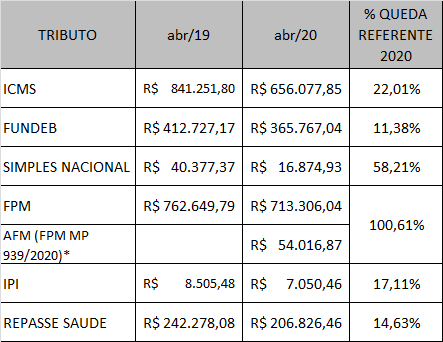 TRIBUTO abr/19 abr/20 % QUEDA REFERENTE 2020
ICMS R$ 841.251,80 R$ 656.077,85 22,01%
FUNDEB R$ 412.727,17 R$ 365.767,04 11,38%
SIMPLES NACIONAL R$ 40.377,37 R$ 16.874,93 58,21%
FPM R$ 762.649,79 R$ 713.306,04 100,61%
AFM (FPM MP 939/2020)* R$ 54.016,87
IPI R$ 8.505,48 R$ 7.050,46 17,11%
REPASSE SAUDE R$ 242.278,08 R$ 206.826,46 14,63%